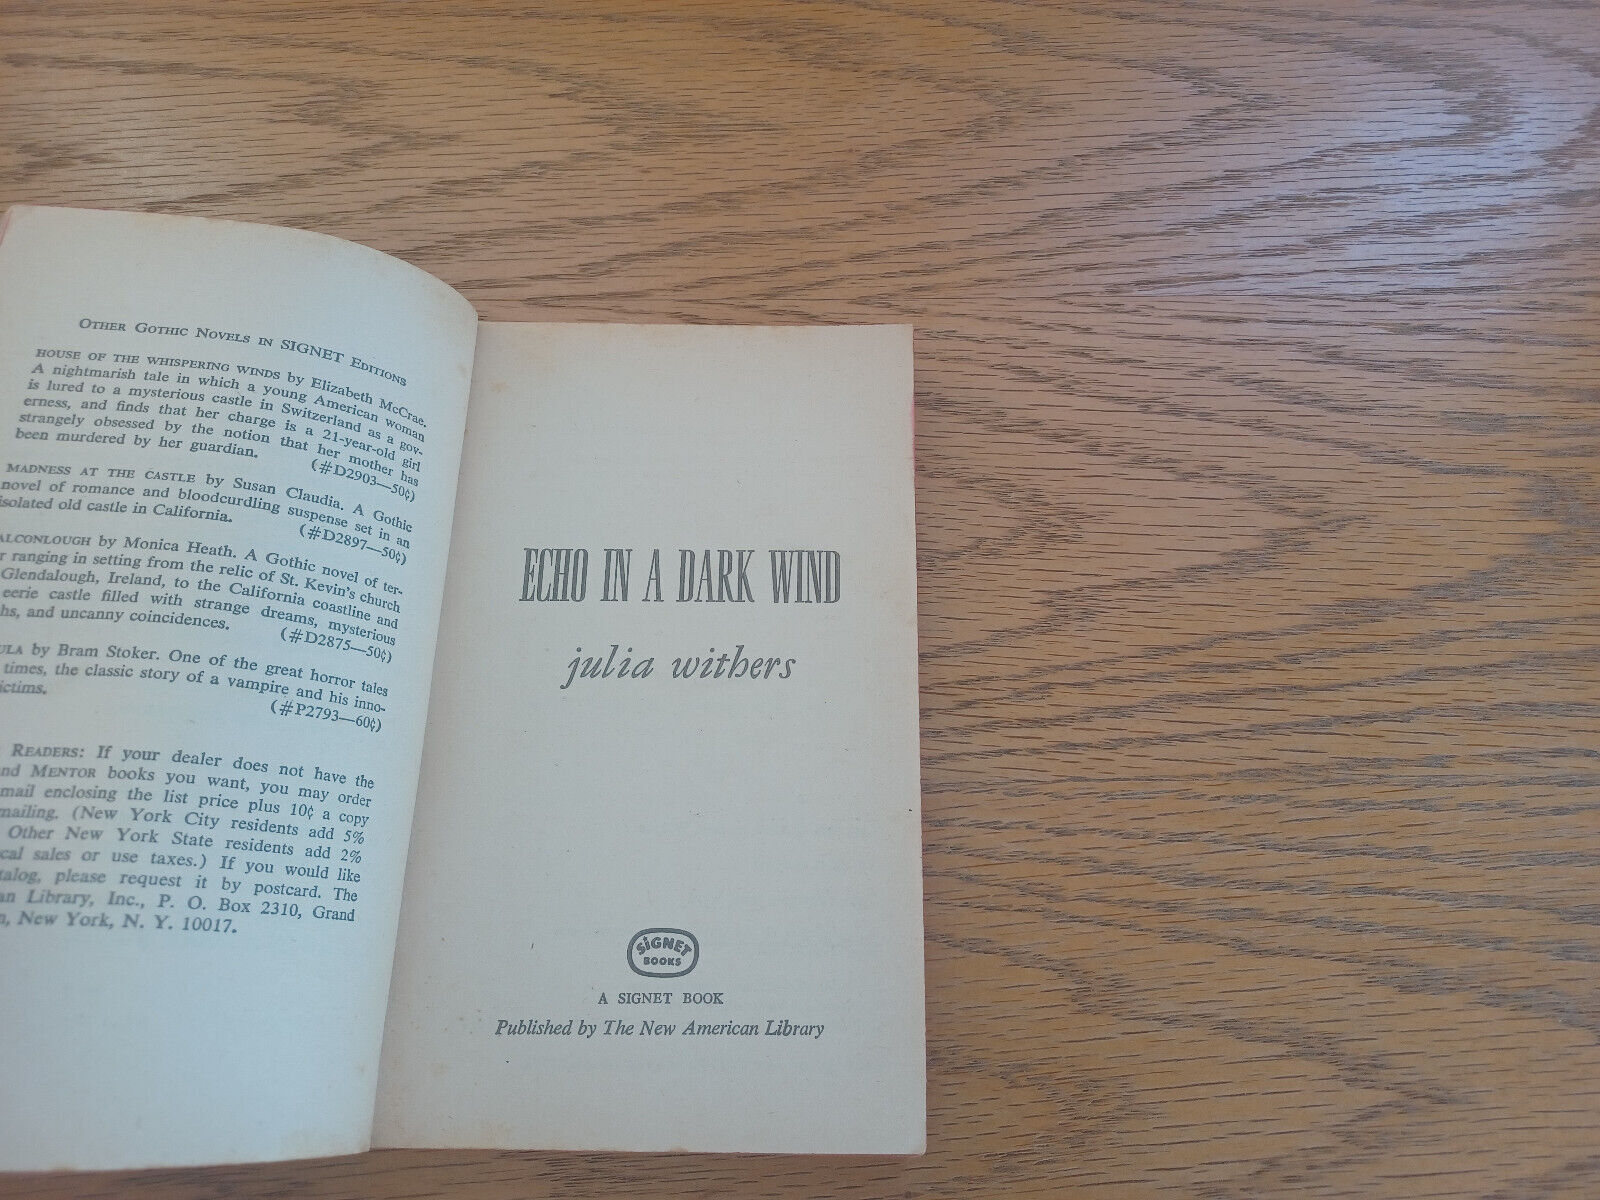 OTHER GOTHIC NOVELS IN SIGNET EDITIONS
HOUSE OF THE WHISPERING WINDS by Elizabeth McCrae.
A nightmarish tale in which a young American woman
is lured to a mysterious castle in Switzerland as a gov-
erness, and finds that her charge is a 21-year-old girl
strangely obsessed by the notion that her mother has
been murdered by her guardian. (#D2903—50¢)
MADNESS AT THE CASTLE by Susan Claudia. A Gothic
novel of romance and bloodcurdling suspense set in an
isolated old castle in California. (#D2897—50¢)
ALCONLOUGH by Monica Heath. A Gothic novel of ter-
r ranging in setting from the relic of St. Kevin's church
Glendalough, Ireland, to the California coastline and
eerie castle filled with strange dreams, mysterious
hs, and uncanny coincidences. (#D2875—50¢)
ULA by Bram Stoker. One of the great horror tales
times, the classic story of a vampire and his inno-
ictims. (#P2793—60¢)
READERS: If your dealer does not have the
nd MENTOR books you want, you may order
mail enclosing the list price plus 10¢ a copy
mailing. (New York City residents add 5%
Other New York State residents add 2%
cal sales or use taxes.) If you would like
talog, please request it by postcard. The
an Library, Inc., P. O. Box 2310, Grand
n, New York, N. Y. 10017.
ECHO IN A DARK WIND
julia withers
SIGNET
BOOKS
A SIGNET BOOK
Published by The New American Library